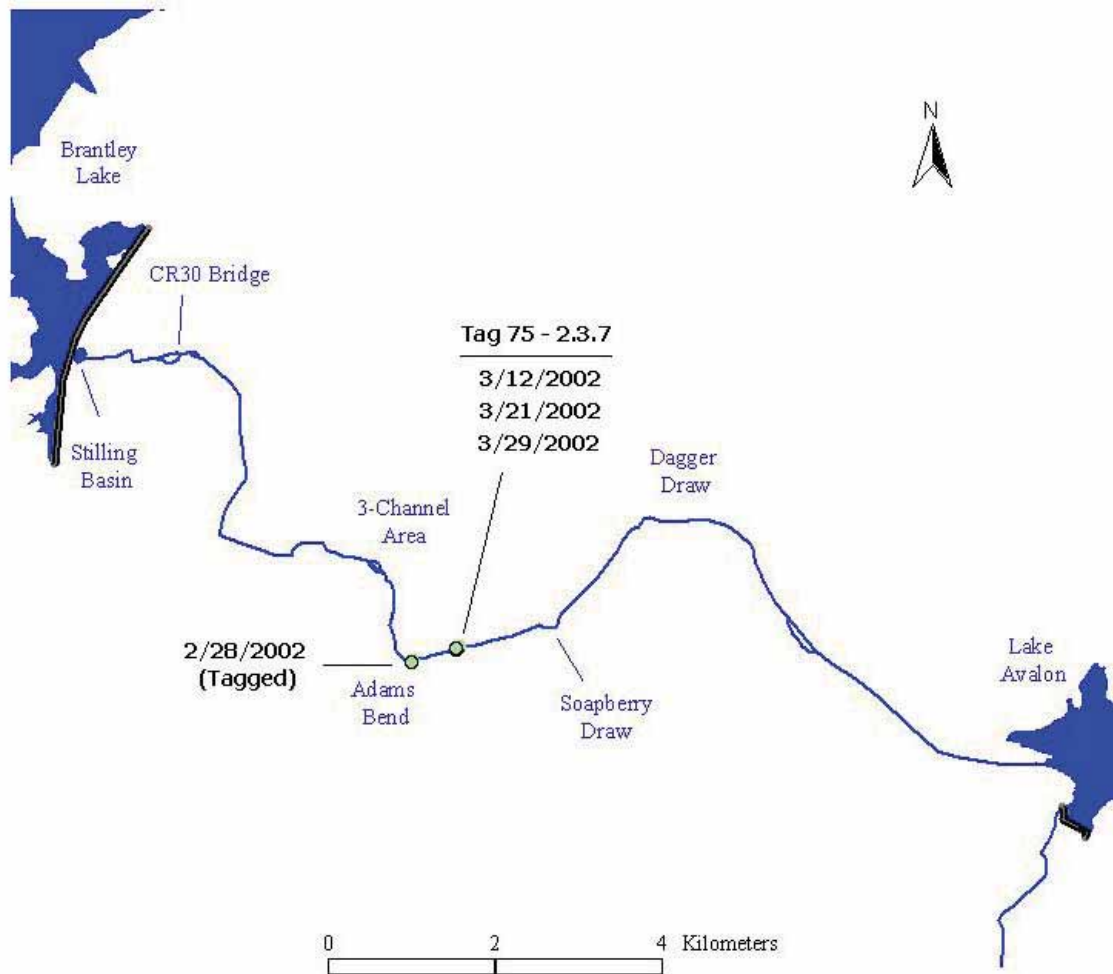 N
Brantley
Lake
CR30 Bridge
Tag 75 - 2.3.7
3/12/2002
3/21/2002
3/29/2002
Stilling
Basin
Dagger
Draw
3-Channel
Area
2/28/2002
(Tagged)
Adams
Bend
Soapberry
Draw
Lake
Avalon
0 2 4 Kilometers